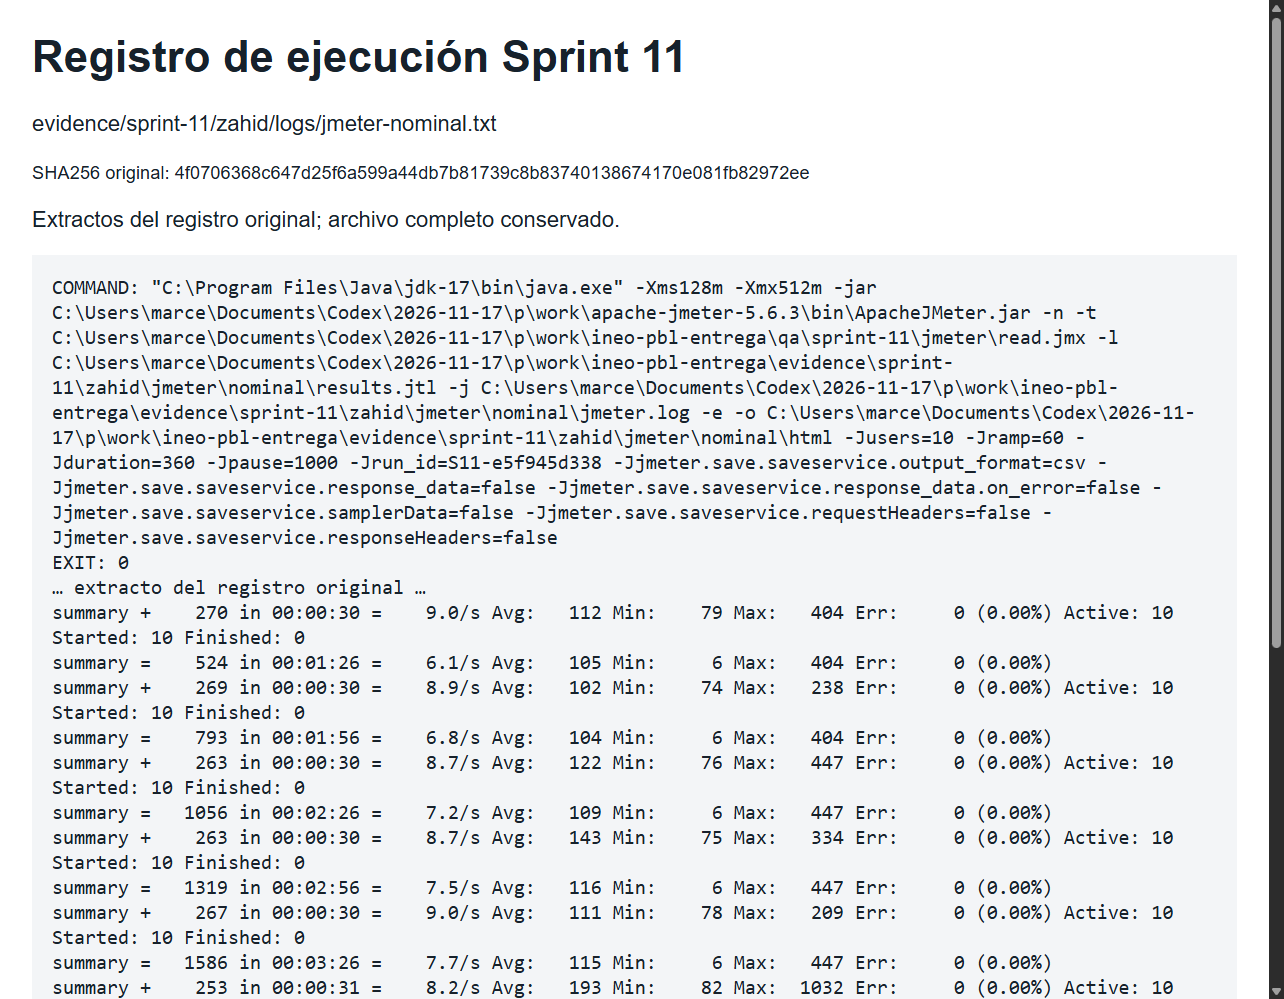 Registro de ejecución Sprint 11
evidence/sprint-11/zahid/logs/jmeter-nominal.txt
SHA256 original: 4f0706368c647d25f6a599a44db7b81739c8b83740138674170e081fb82972ee
Extractos del registro original; archivo completo conservado.
COMMAND: "C:\Program Files\Java\jdk-17\bin\java.exe" -Xms128m -Xmx512m -jar
C:\Users\marce\Documents\Codex\2026-11-17\p\work\apache-jmeter-5.6.3\bin\ApacheJMeter.jar -n -t
C:\Users\marce\Documents\Codex\2026-11-17\p\work\ineo-pbl-entrega\qa\sprint-11\jmeter\read.jmx -l
C:\Users\marce\Documents\Codex\2026-11-17\p\work\ineo-pbl-entrega\evidence\sprint-
11\zahid\jmeter\nominal\results.jtl -j C:\Users\marce\Documents\Codex\2026-11-17\p\work\ineo-pbl-
entrega\evidence\sprint-11\zahid\jmeter\nominal\jmeter.log -e -o C:\Users\marce\Documents\Codex\2026-11-
17\p\work\ineo-pbl-entrega\evidence\sprint-11\zahid\jmeter\nominal\html -Jusers=10 -Jramp=60 -
Jduration=360 -Jpause=1000 -Jrun_id=S11-e5f945d338 -Jjmeter.save.saveservice.output_format=csv -
Jjmeter.save.saveservice.response_data=false -Jjmeter.save.saveservice.response_data.on_error=false -
Jjmeter.save.saveservice.samplerData=false -Jjmeter.save.saveservice.requestHeaders=false -
Jjmeter.save.saveservice.responseHeaders=false
EXIT: 0
… extracto del registro original …
summary +    270 in 00:00:30 =    9.0/s Avg:   112 Min:    79 Max:   404 Err:     0 (0.00%) Active: 10
Started: 10 Finished: 0
summary =    524 in 00:01:26 =    6.1/s Avg:   105 Min:     6 Max:   404 Err:     0 (0.00%)
summary +    269 in 00:00:30 =    8.9/s Avg:   102 Min:    74 Max:   238 Err:     0 (0.00%) Active: 10
Started: 10 Finished: 0
summary =    793 in 00:01:56 =    6.8/s Avg:   104 Min:     6 Max:   404 Err:     0 (0.00%)
summary +    263 in 00:00:30 =    8.7/s Avg:   122 Min:    76 Max:   447 Err:     0 (0.00%) Active: 10
Started: 10 Finished: 0
summary =   1056 in 00:02:26 =    7.2/s Avg:   109 Min:     6 Max:   447 Err:     0 (0.00%)
summary +    263 in 00:00:30 =    8.7/s Avg:   143 Min:    75 Max:   334 Err:     0 (0.00%) Active: 10
Started: 10 Finished: 0
summary =   1319 in 00:02:56 =    7.5/s Avg:   116 Min:     6 Max:   447 Err:     0 (0.00%)
summary +    267 in 00:00:30 =    9.0/s Avg:   111 Min:    78 Max:   209 Err:     0 (0.00%) Active: 10
Started: 10 Finished: 0
summary =   1586 in 00:03:26 =    7.7/s Avg:   115 Min:     6 Max:   447 Err:     0 (0.00%)
summary +    253 in 00:00:31 =    8.2/s Avg:   193 Min:    82 Max:  1032 Err:     0 (0.00%) Active: 10